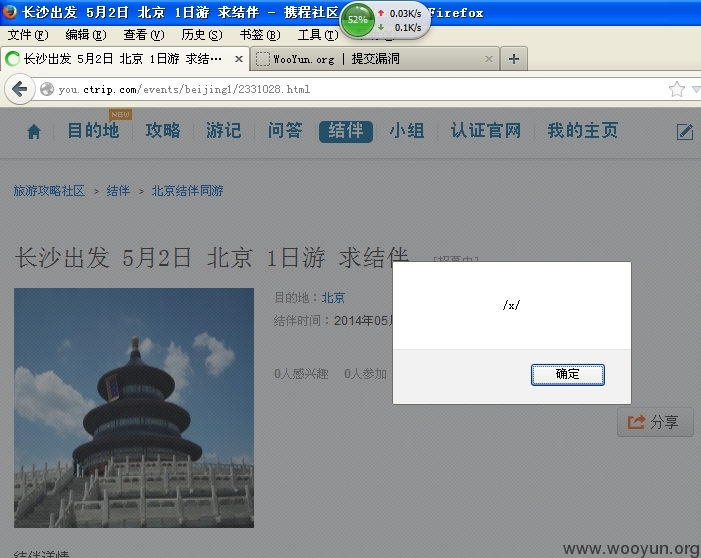 长沙出发 5月2日 北京 1日游 求结伴 - 携程社区
Firefox
52%
0.03K/s
0.1K/s
文件(F) 编辑(E) 查看(V) 历史(S) 书签(B) 工具(T)
长沙出发 5月2日 北京 1日游 求结伴… ×
WooYun.org | 提交漏洞 × +
you.ctrip.com/events/beijing1/2331028.html
NEW
目的地 攻略 游记 问答 结伴 小组 认证官网 我的主页
旅游攻略社区 > 结伴 > 北京结伴同游
长沙出发 5月2日 北京 1日游 求结伴
目的地：北京
结伴时间：2014年05
0人感兴趣 0人参加
/x/
确定
分享
结伴详情
www.wooyun.org